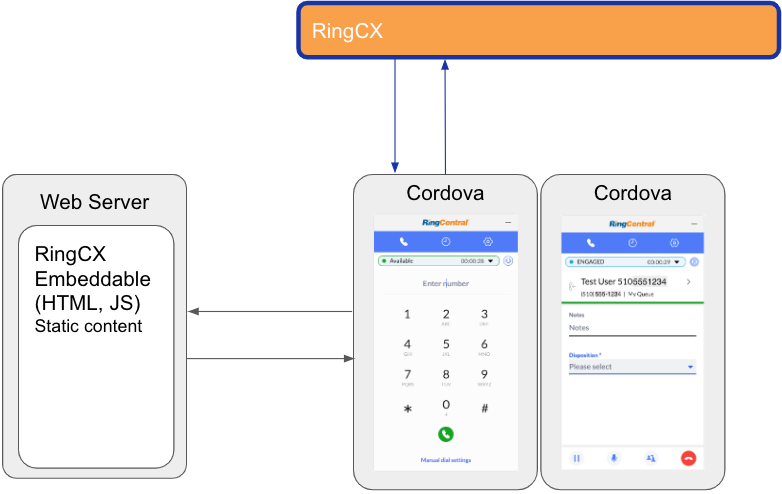 RingCX
Web Server
RingCX
Embeddable
(HTML, JS)
Static content
Cordova
RingCentral
Available 00:00:28
Enter number
1 2 3
ABC DEF
4 5 6
GHI JKL MNO
7 8 9
PQRS TUV WXYZ
* 0 #
+
Manual dial settings
Cordova
RingCentral
ENGAGED 00:00:29
Test User 5105551234
(510) 555-1234 | My Queue
Notes
Notes
Disposition *
Please select